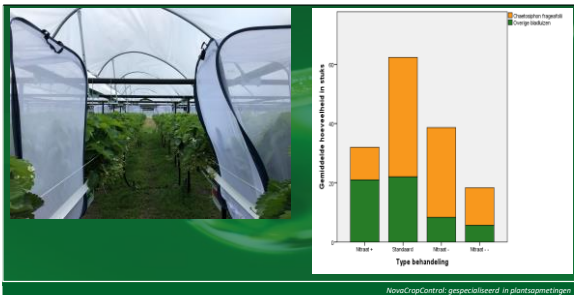 Chaetosiphon fragaefolii
Overige bladluizen
Gemiddelde hoeveelheid in stuks
60
40
20
0
Nitraat +
Standaard
Nitraat -
Nitraat - -
Type behandeling
NovaCropControl: gespecialiseerd in plantsapmetingen